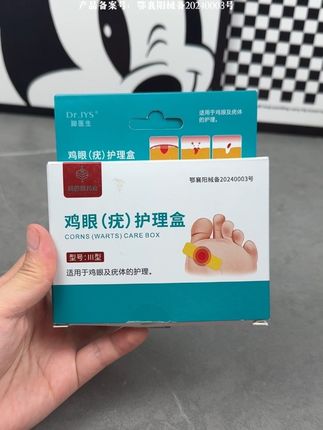 产品备案号：鄂襄阳械备20240003号
Dr.IYS
适用于鸡眼及疣体
的护理。
鸡眼(疣)护理盒
鄂襄阳械备20240003号
鸡眼(疣)护理盒
CORNS (WARTS) CARE BOX
型号:III型
适用于鸡眼及疣体的护理。